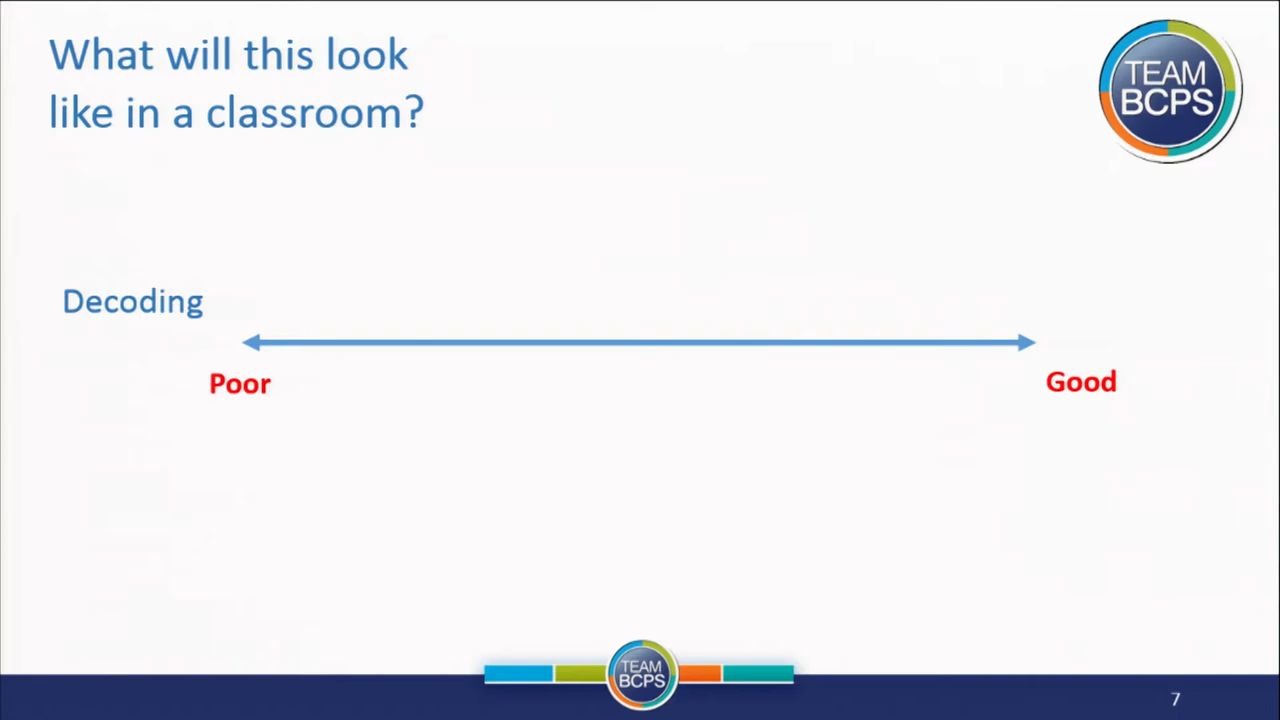 What will this look
like in a classroom?
TEAM
BCPS
Decoding
Poor
Good
TEAM
BCPS
7